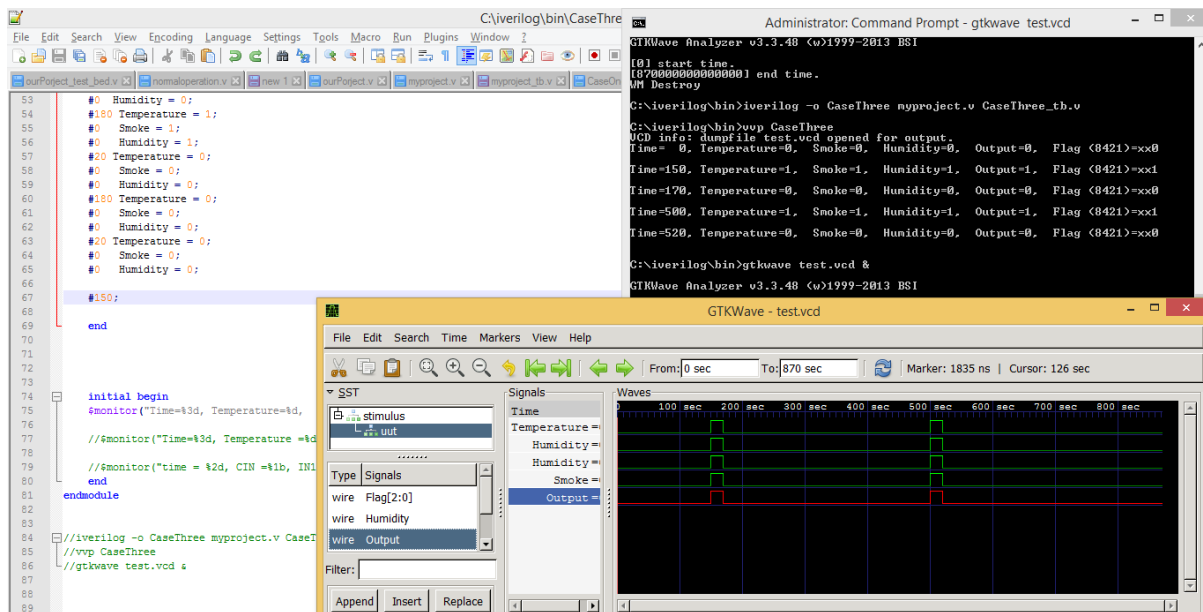 C:\iverilog\bin\CaseThre
File Edit Search View Encoding Language Settings Tools Macro Run Plugins Window ?
ourPorject_test_bed.v normaloperation.v new 1 ourPorject.v myproject.v myproject_tb.v CaseOn
53 #0 Humidity = 0;
54 #180 Temperature = 1;
55 #0 Smoke = 1;
56 #0 Humidity = 1;
57 #20 Temperature = 0;
58 #0 Smoke = 0;
59 #0 Humidity = 0;
60 #180 Temperature = 0;
61 #0 Smoke = 0;
62 #0 Humidity = 0;
63 #20 Temperature = 0;
64 #0 Smoke = 0;
65 #0 Humidity = 0;
66
67 #150;
68
69 end
70
71
72
73
74 initial begin
75 $monitor("Time=%3d, Temperature=%d,
76
77 //$monitor("Time=%3d, Temperature =%d
78
79 //$monitor("time = %2d, CIN =%1b, IN1
80 end
81 endmodule
82
83
84 //iverilog -o CaseThree myproject.v CaseT
85 //vvp CaseThree
86 //gtkwave test.vcd &
87
88
89
Administrator: Command Prompt - gtkwave test.vcd
GTKWave Analyzer v3.3.48 (w)1999-2013 BSI
[0] start time.
[870000000000000] end time.
WM Destroy
C:\iverilog\bin>iverilog -o CaseThree myproject.v CaseThree_tb.v
C:\iverilog\bin>vvp CaseThree
VCD info: dumpfile test.vcd opened for output.
Time= 0, Temperature=0, Smoke=0, Humidity=0, Output=0, Flag (8421)=xx0
Time=150, Temperature=1, Smoke=1, Humidity=1, Output=1, Flag (8421)=xx1
Time=170, Temperature=0, Smoke=0, Humidity=0, Output=0, Flag (8421)=xx0
Time=500, Temperature=1, Smoke=1, Humidity=1, Output=1, Flag (8421)=xx1
Time=520, Temperature=0, Smoke=0, Humidity=0, Output=0, Flag (8421)=xx0
C:\iverilog\bin>gtkwave test.vcd &
GTKWave Analyzer v3.3.48 (w)1999-2013 BSI
GTKWave - test.vcd
File Edit Search Time Markers View Help
From: 0 sec To: 870 sec Marker: 1835 ns | Cursor: 126 sec
SST
stimulus
uut
Type Signals
wire Flag[2:0]
wire Humidity
wire Output
Filter:
Append Insert Replace
Signals
Time
Temperature =
Humidity =
Humidity =
Smoke =
Output =
Waves
100 sec 200 sec 300 sec 400 sec 500 sec 600 sec 700 sec 800 sec